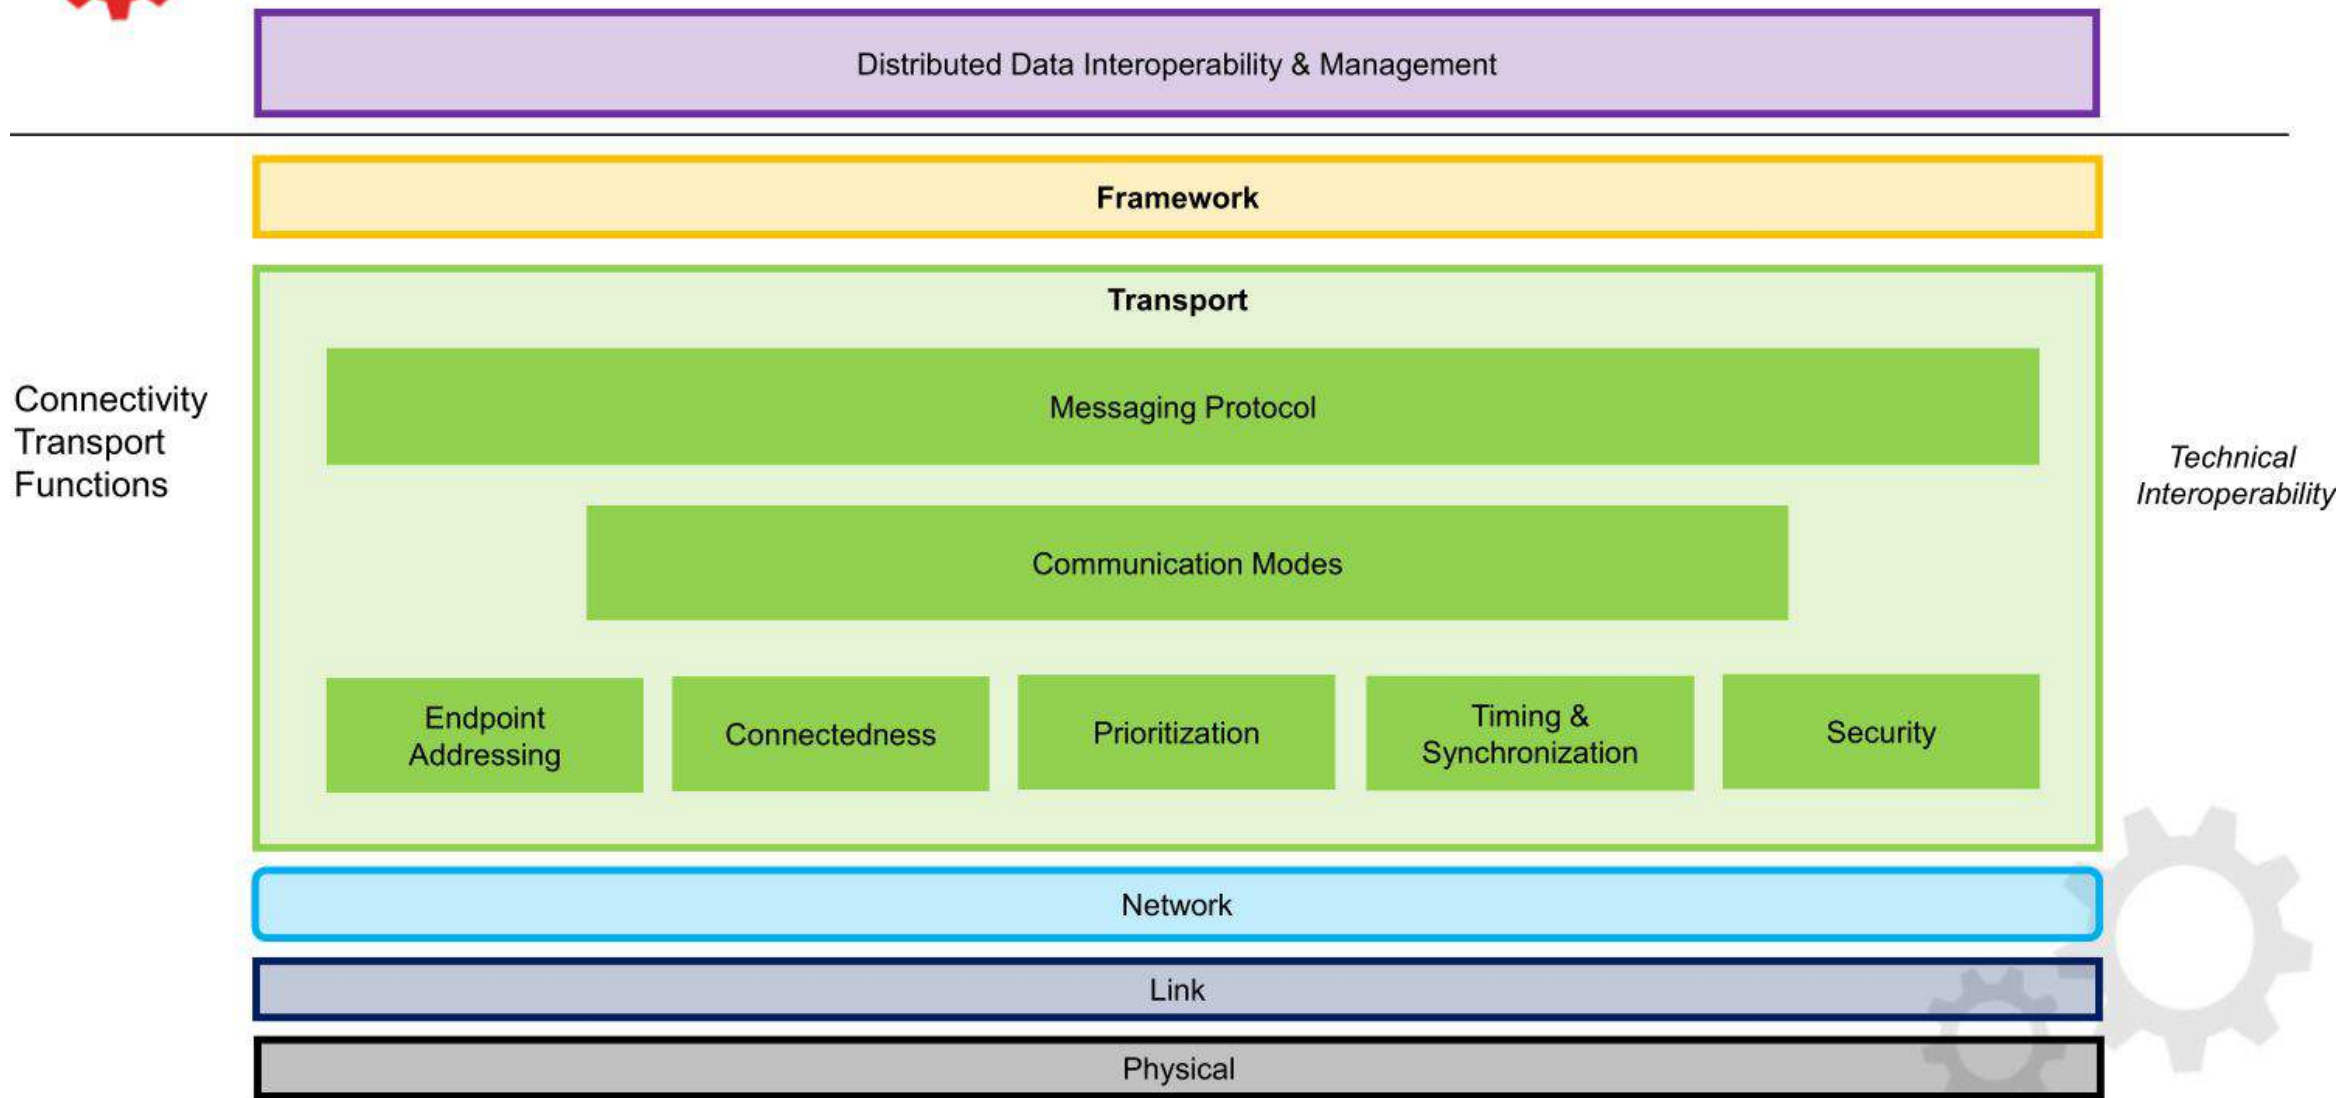 Distributed Data Interoperability & Management
Framework
Transport
Messaging Protocol
Connectivity
Transport
Functions
Technical
Interoperability
Communication Modes
Endpoint
Addressing
Connectedness
Prioritization
Timing &
Synchronization
Security
Network
Link
Physical